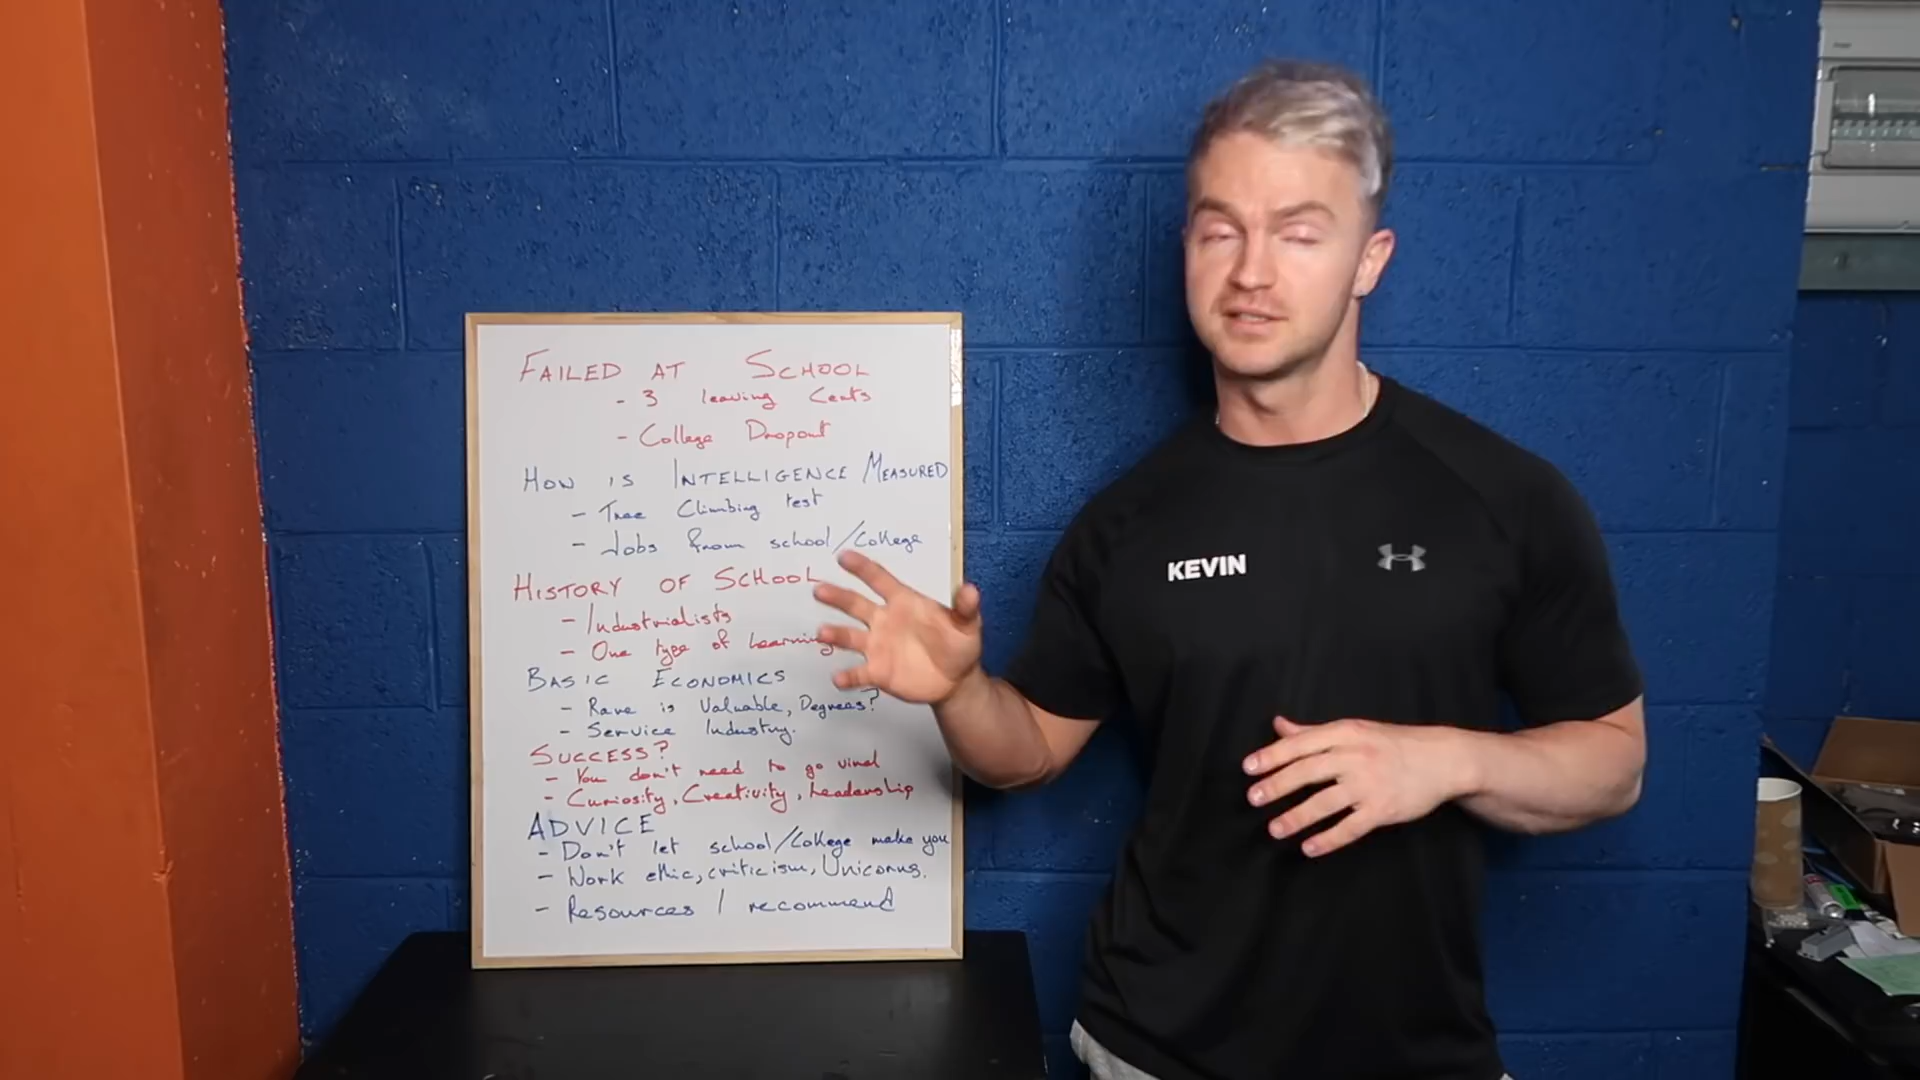 FAILED AT SCHOOL
- 3 leaving Certs
- College Dropout
HOW IS INTELLIGENCE MEASURED
- Tree Climbing test
- Jobs from school/College
HISTORY OF SCHOOL
- Industrialists
- One type of Learning
BASIC ECONOMICS
- Rare is Valuable, Degrees?
- Service Industry.
SUCCESS?
- You don't need to go viral
- Curiosity, Creativity, Leadership
ADVICE
- Don't let school/College make you
- Work ethic, criticism, Unicorns.
- Resources I recommend
KEVIN